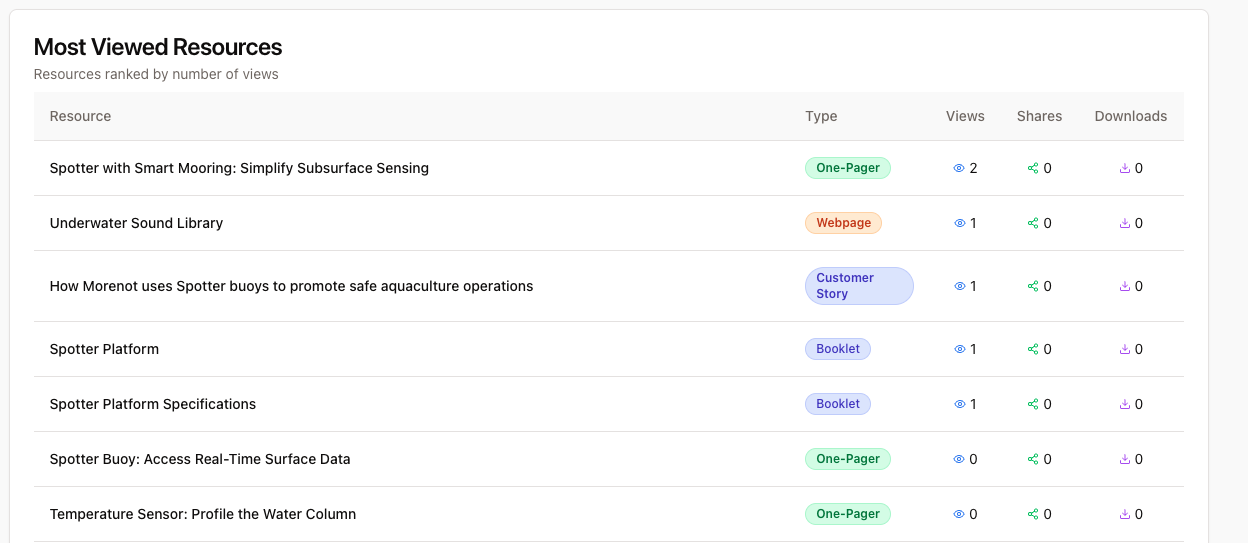 Most Viewed Resources
Resources ranked by number of views
Resource Type Views Shares Downloads
Spotter with Smart Mooring: Simplify Subsurface Sensing One-Pager 2 0 0
Underwater Sound Library Webpage 1 0 0
How Morenot uses Spotter buoys to promote safe aquaculture operations Customer Story 1 0 0
Spotter Platform Booklet 1 0 0
Spotter Platform Specifications Booklet 1 0 0
Spotter Buoy: Access Real-Time Surface Data One-Pager 0 0 0
Temperature Sensor: Profile the Water Column One-Pager 0 0 0